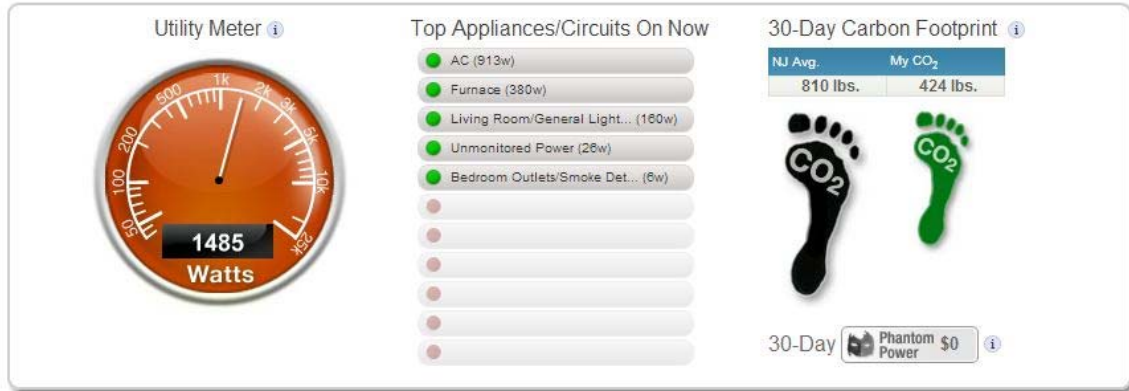 Utility Meter i
50
100
200
500
1k
2k
3k
5k
10k
25k
1485
Watts
Top Appliances/Circuits On Now
AC (913w)
Furnace (380w)
Living Room/General Light... (160w)
Unmonitored Power (26w)
Bedroom Outlets/Smoke Det... (6w)
30-Day Carbon Footprint i
NJ Avg. My CO2
810 lbs. 424 lbs.
CO2
CO2
30-Day Phantom Power $0 i